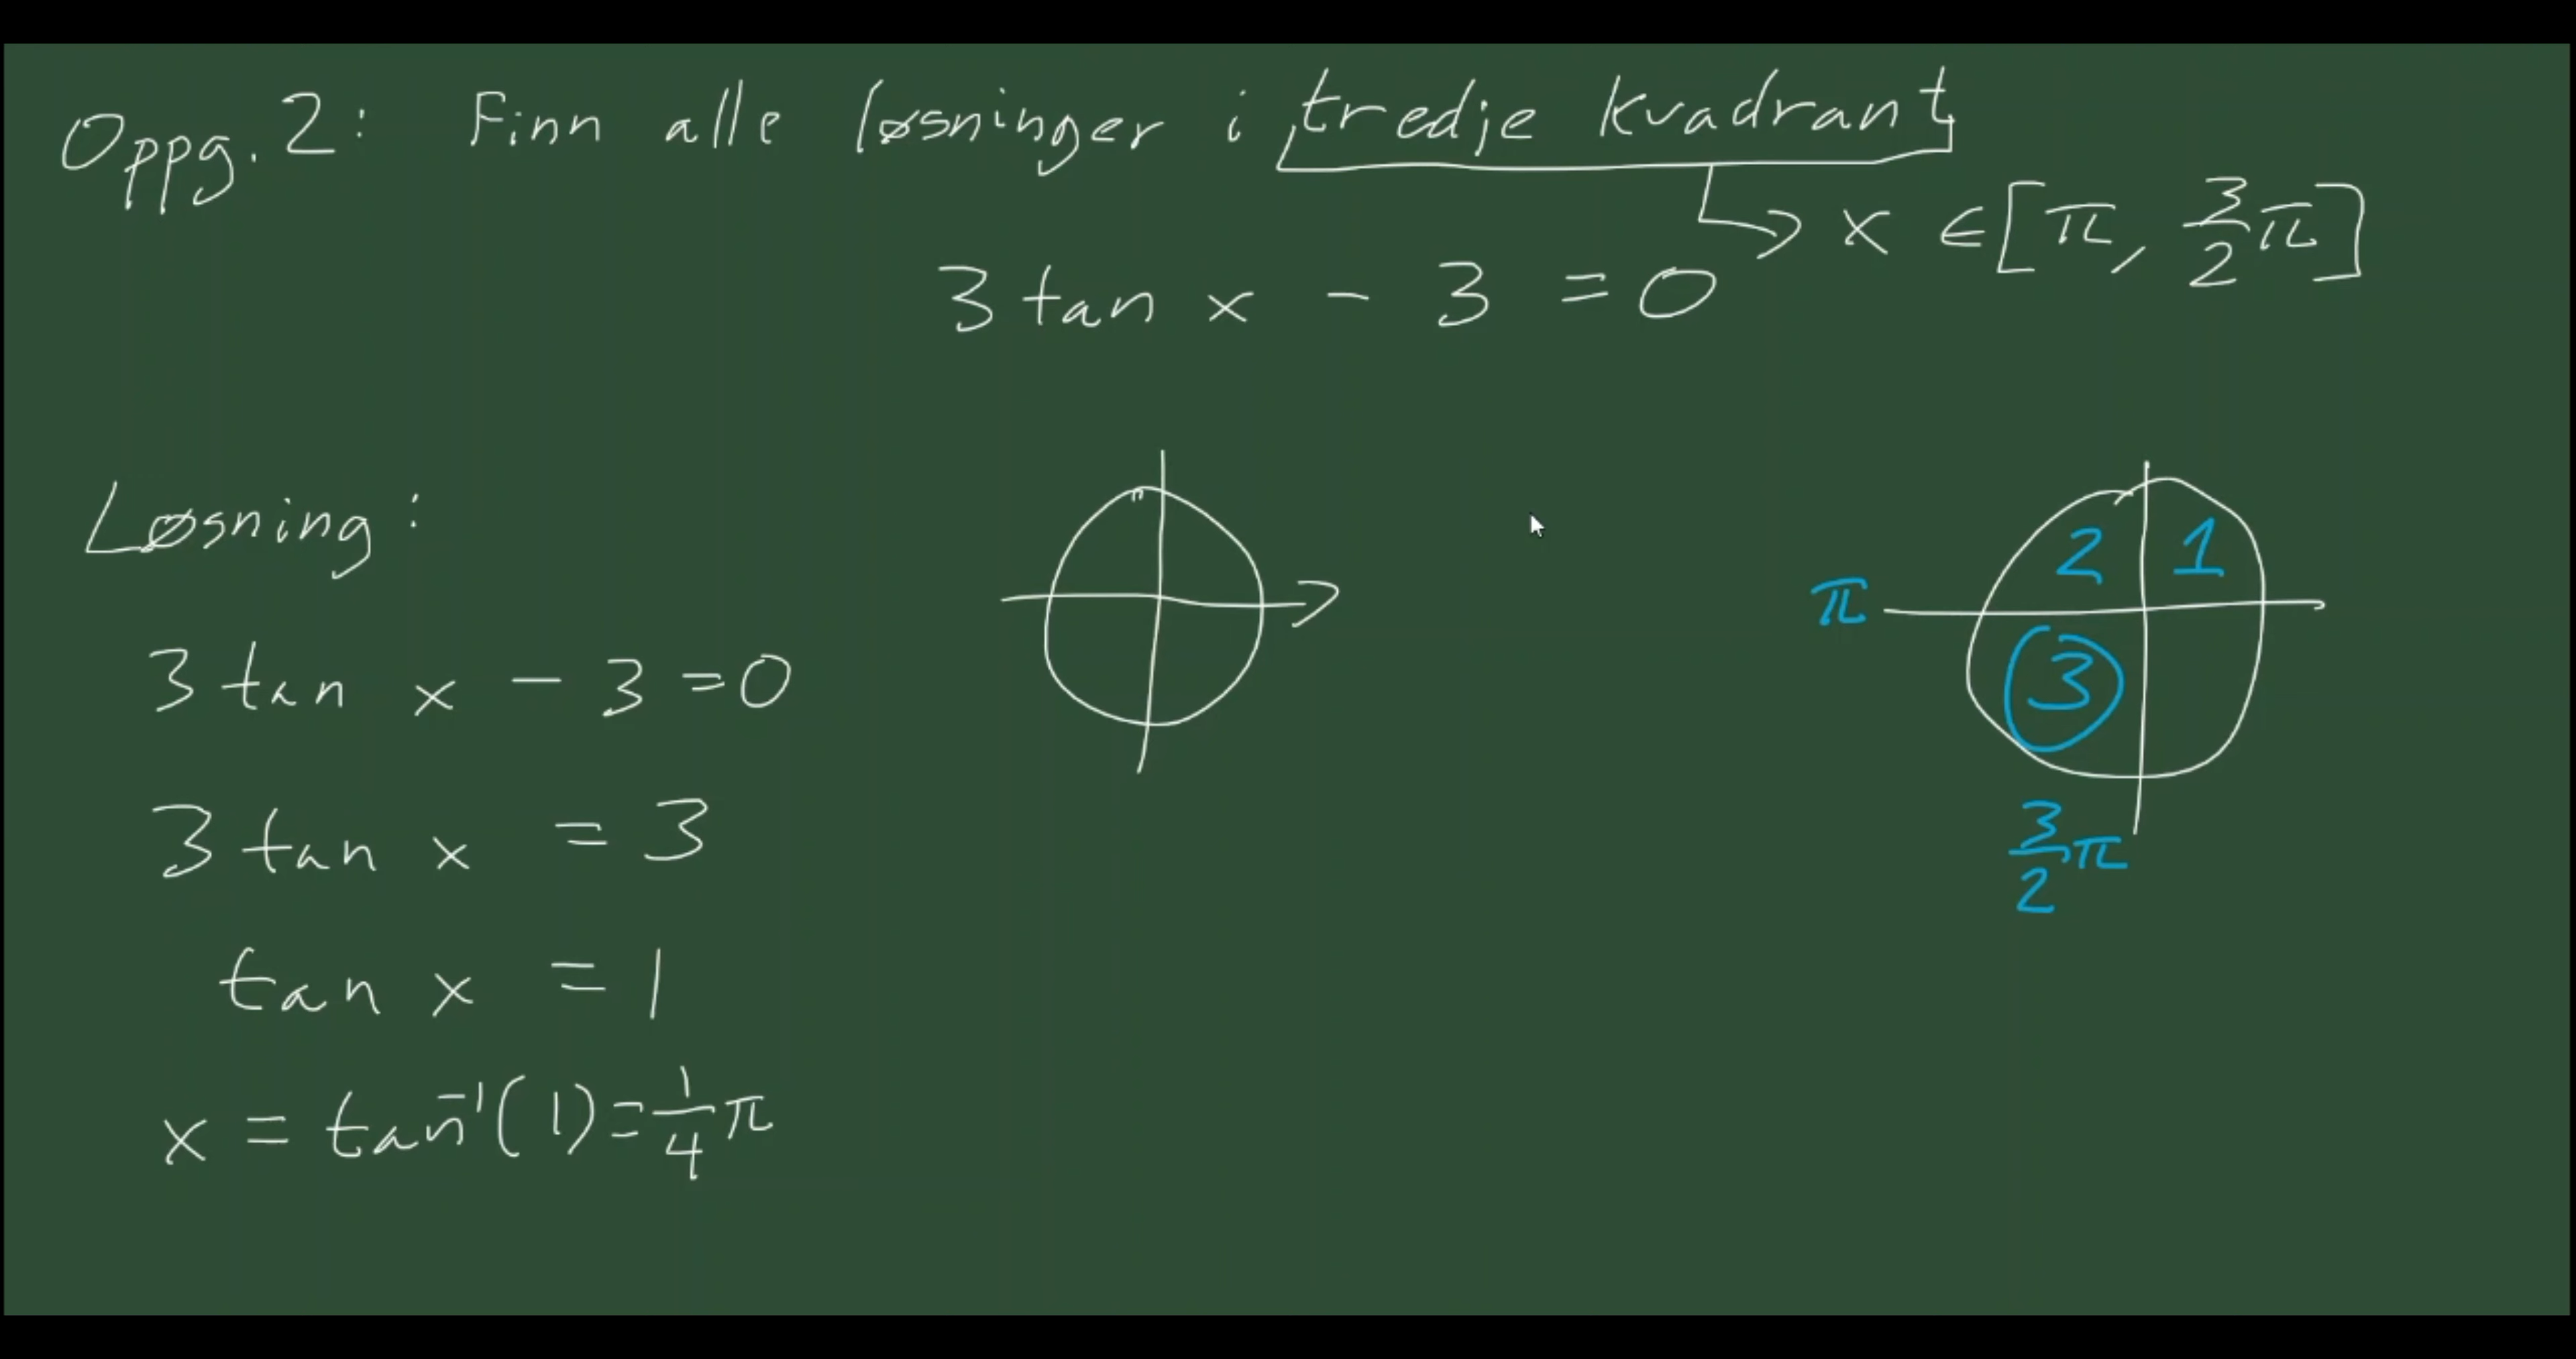 Oppg. 2: Finn alle løsninger i tredje kvadrant
x ∈ [π, 3/2 π]
3 tan x - 3 = 0
Løsning:
3 tan x - 3 = 0
3 tan x = 3
tan x = 1
x = tan⁻¹(1) = 1/4 π
2 1
π
3
3/2 π